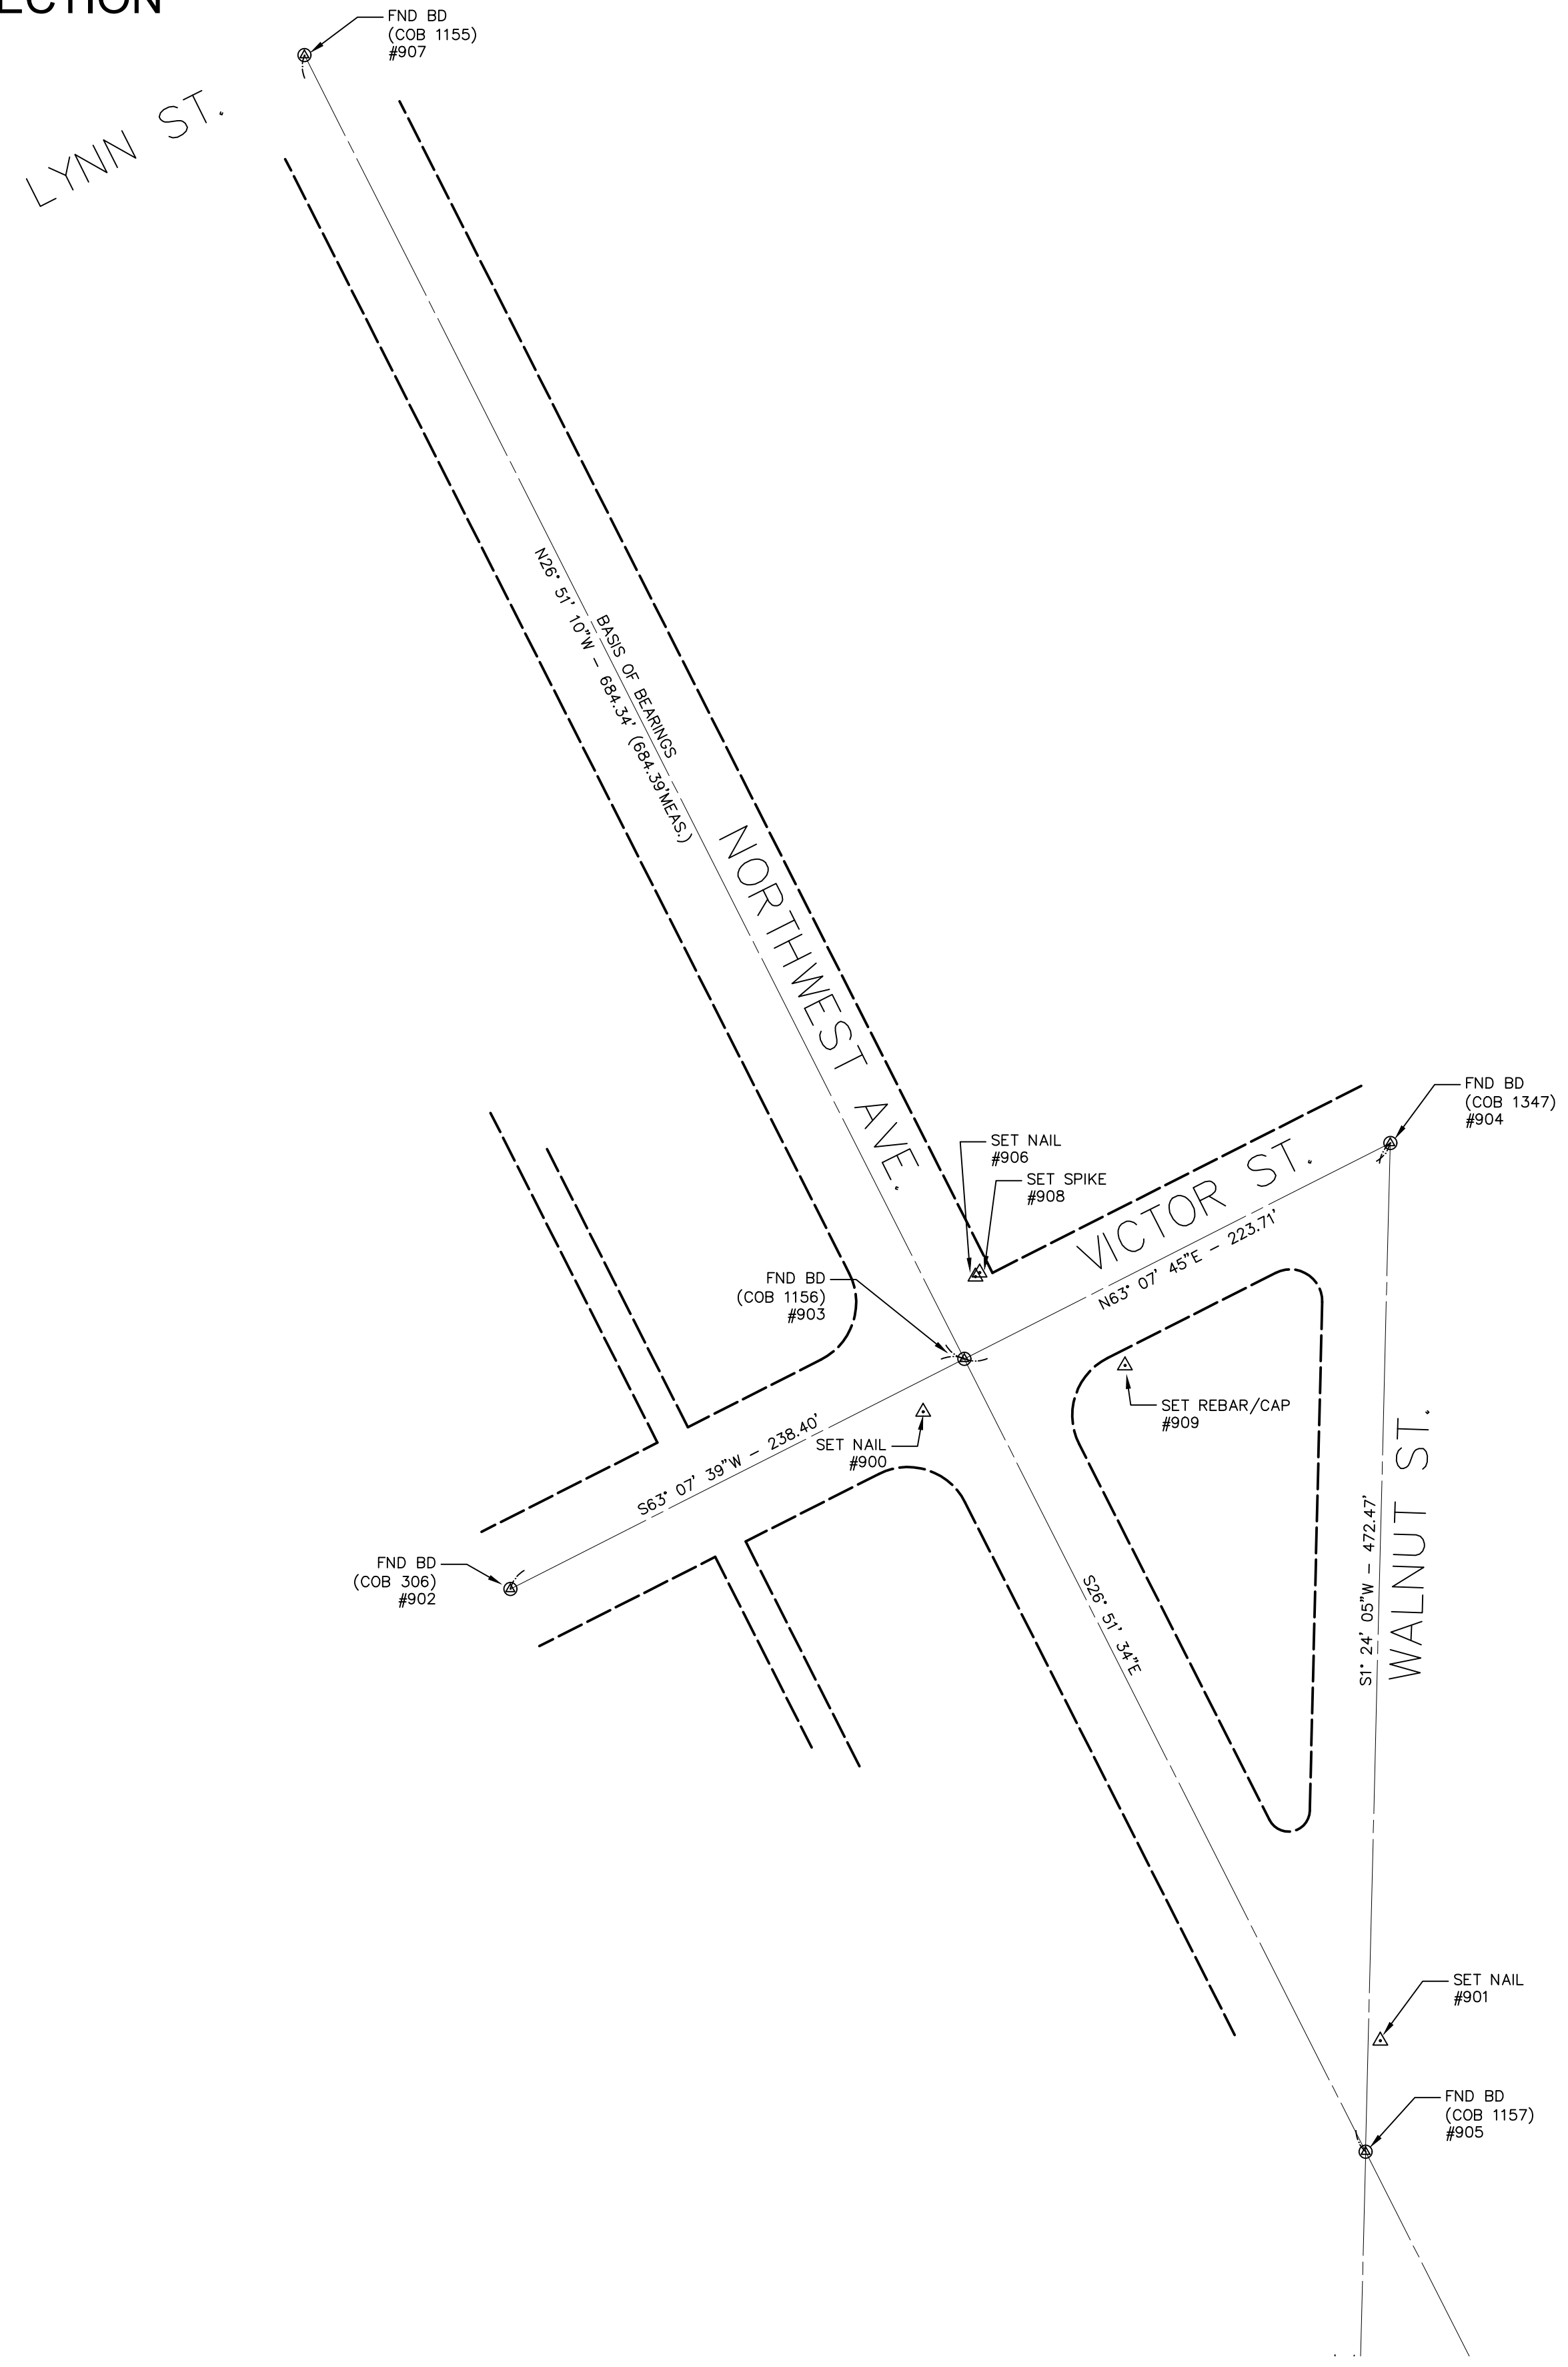 FND BD
(COB 1155)
#907
LYNN ST.
N26° 51' 10"W - 684.34' (684.39'MEAS.)
BASIS OF BEARINGS
NORTHWEST AVE.
FND BD
(COB 1347)
#904
SET NAIL
#906
SET SPIKE
#908
VICTOR ST.
N63° 07' 45"E - 223.71'
FND BD
(COB 1156)
#903
SET REBAR/CAP
#909
SET NAIL
#900
S63° 07' 39"W - 238.40'
WALNUT ST.
S1° 24' 05"W - 472.47'
FND BD
(COB 306)
#902
S26° 51' 34"E
SET NAIL
#901
FND BD
(COB 1157)
#905